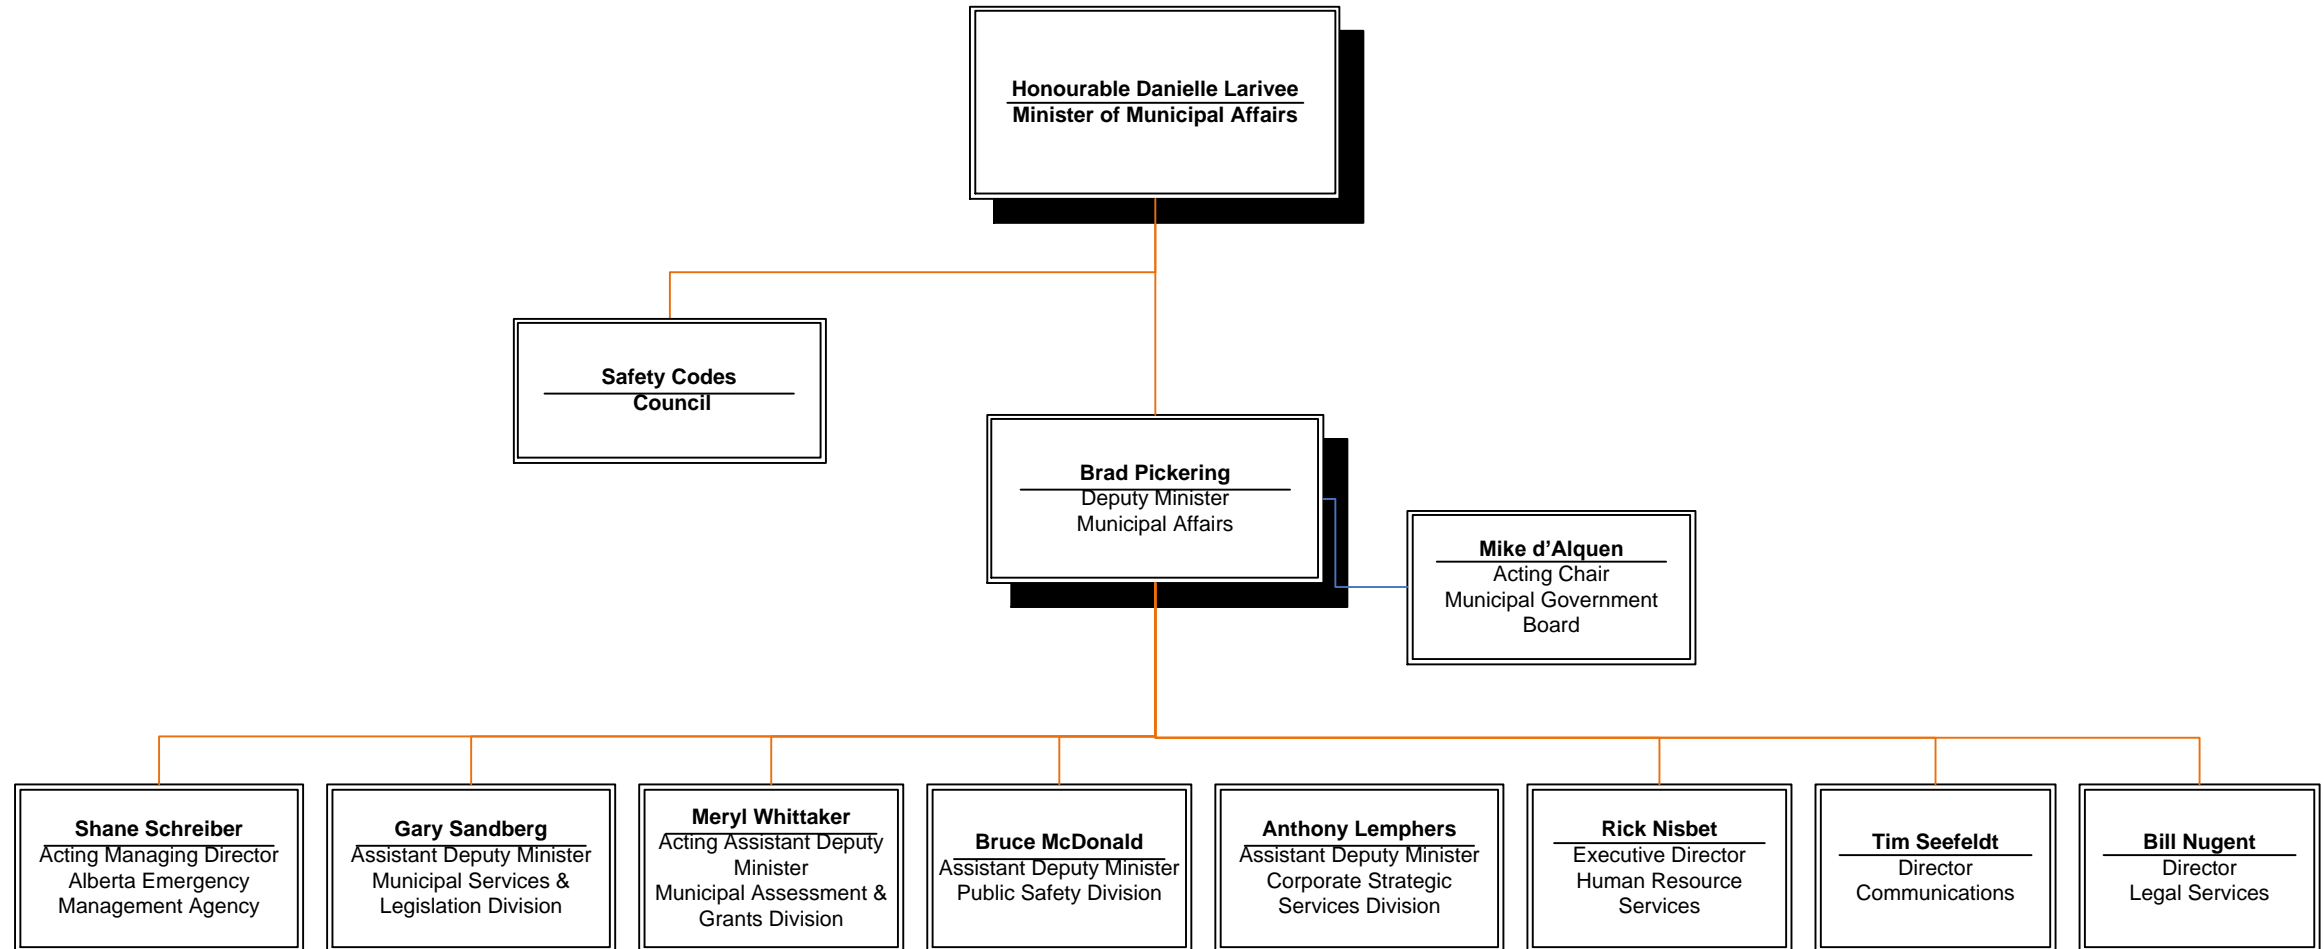 Honourable Danielle Larivee
Minister of Municipal Affairs
Safety Codes
Council
Brad Pickering
Deputy Minister
Municipal Affairs
Mike d’Alquen
Acting Chair
Municipal Government
Board
Shane Schreiber
Acting Managing Director
Alberta Emergency
Management Agency
Gary Sandberg
Assistant Deputy Minister
Municipal Services &
Legislation Division
Meryl Whittaker
Acting Assistant Deputy
Minister
Municipal Assessment &
Grants Division
Bruce McDonald
Assistant Deputy Minister
Public Safety Division
Anthony Lemphers
Assistant Deputy Minister
Corporate Strategic
Services Division
Rick Nisbet
Executive Director
Human Resource
Services
Tim Seefeldt
Director
Communications
Bill Nugent
Director
Legal Services